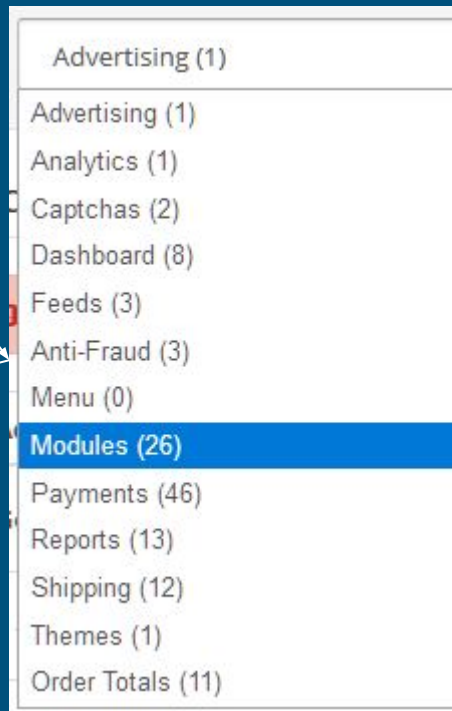 Advertising (1)
Advertising (1)
Analytics (1)
Captchas (2)
Dashboard (8)
Feeds (3)
Anti-Fraud (3)
Menu (0)
Modules (26)
Payments (46)
Reports (13)
Shipping (12)
Themes (1)
Order Totals (11)